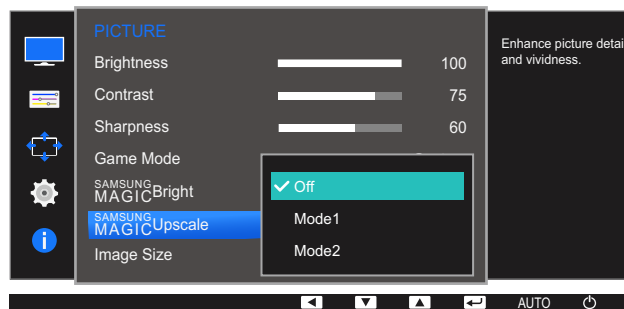 PICTURE
Enhance picture detai
and vividness.
Brightness 100
Contrast 75
Sharpness 60
Game Mode
SAMSUNG
MAGICBright
Off
SAMSUNG
MAGICUpscale
Mode1
Image Size
Mode2
AUTO